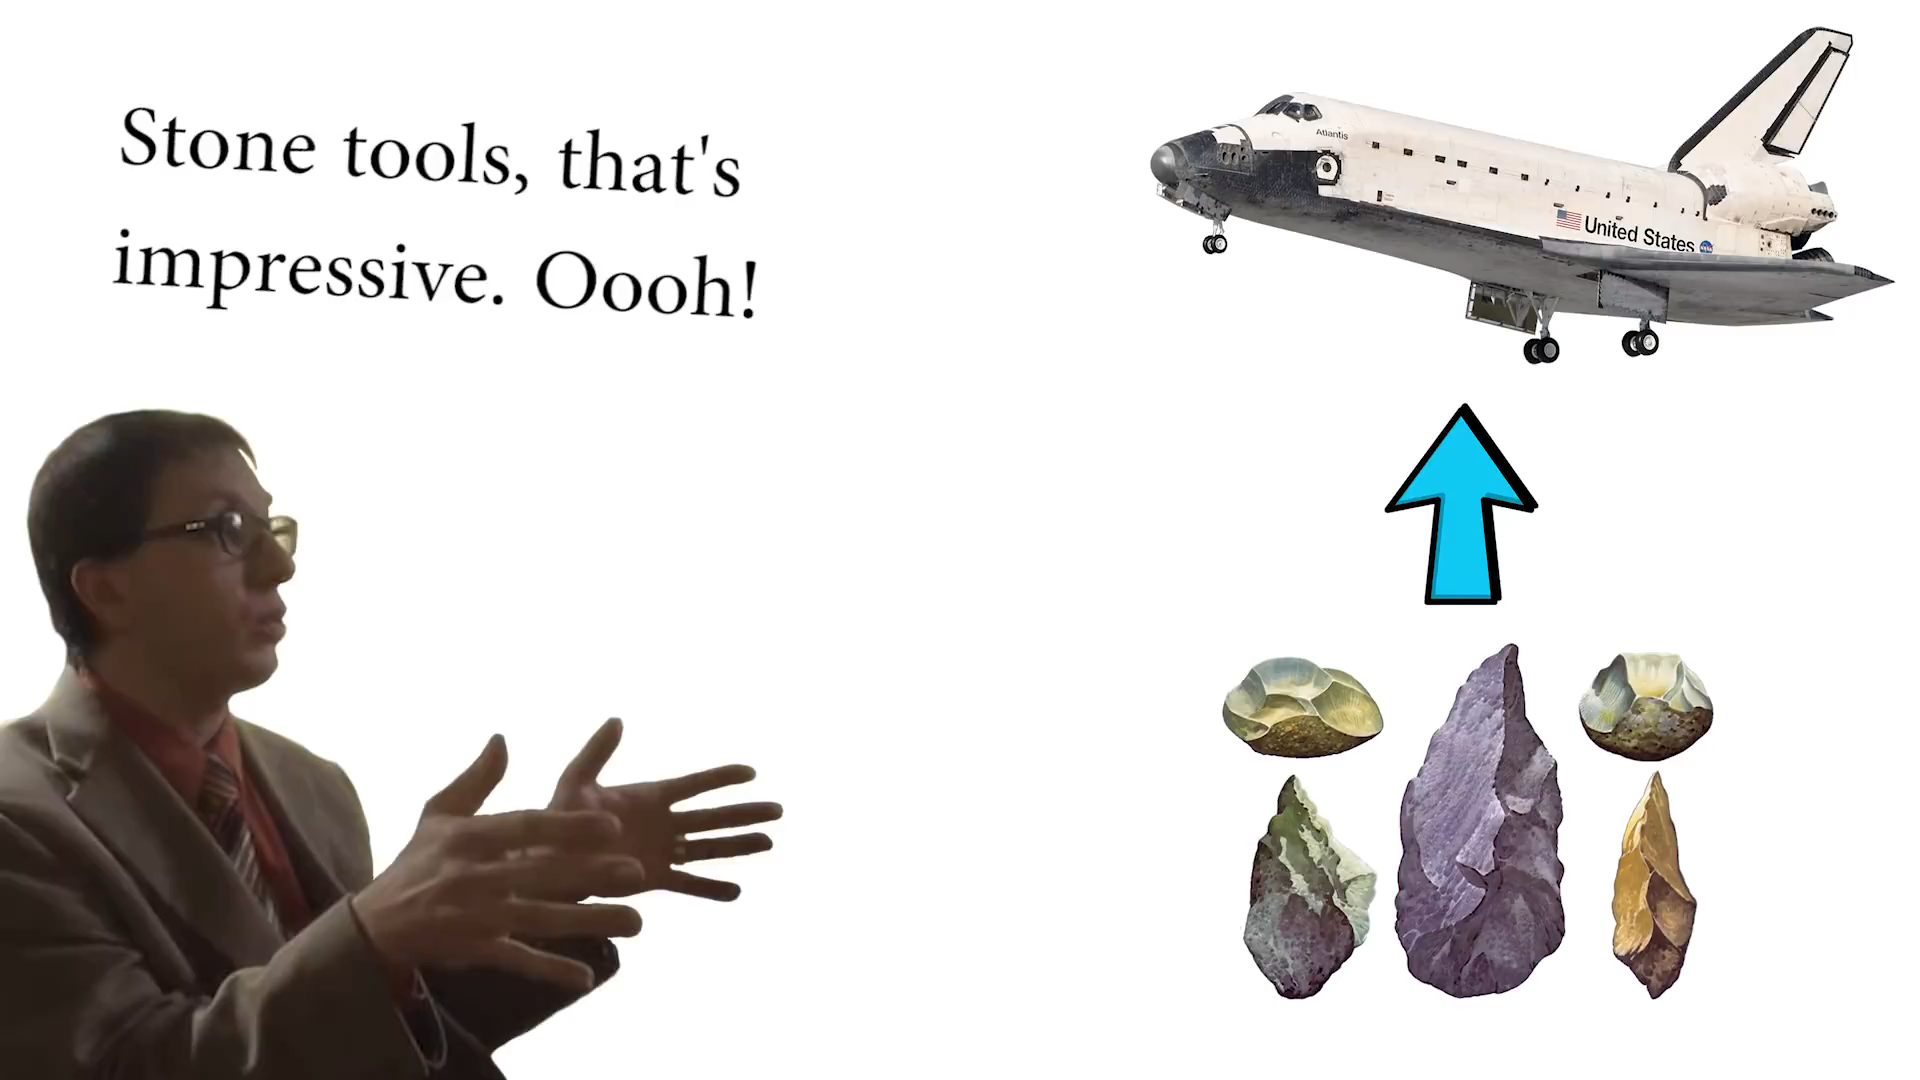 Stone tools, that's
impressive. Oooh!
Atlantis
United States